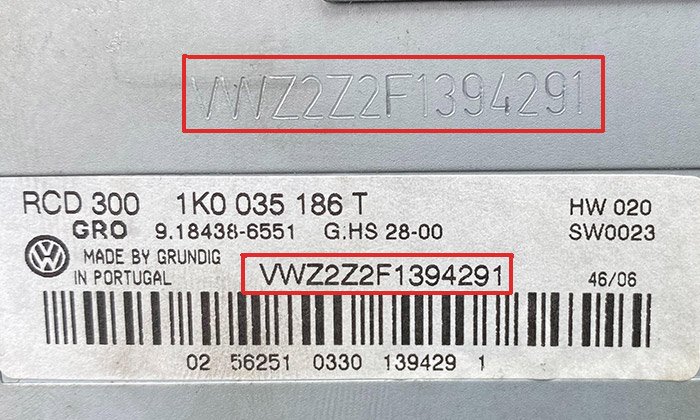 VWZ2Z2F1394291
RCD 300 1K0 035 186 T HW 020
GRO 9.18438-6551 G.HS 28-00 SW0023
MADE BY GRUNDIG
IN PORTUGAL VWZ2Z2F1394291 46/06
02 56251 0330 139429 1